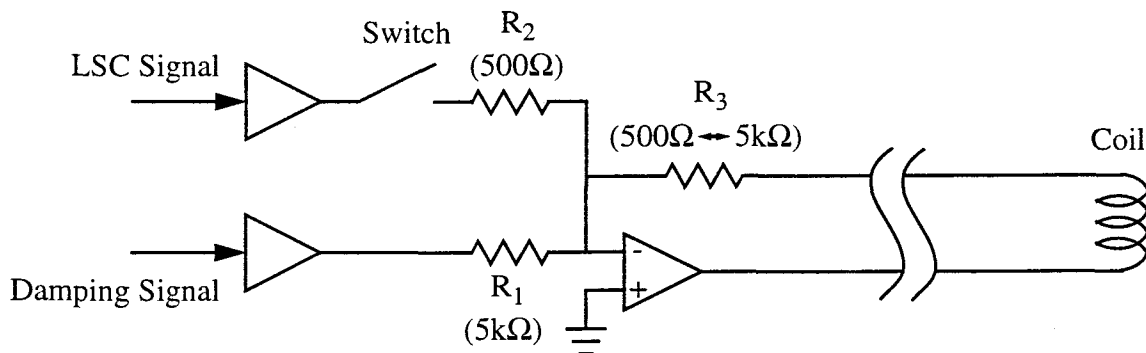 LSC Signal
Switch
R2
(500Ω)
R3
(500Ω ↔ 5kΩ)
Coil
Damping Signal
R1
(5kΩ)
-
+